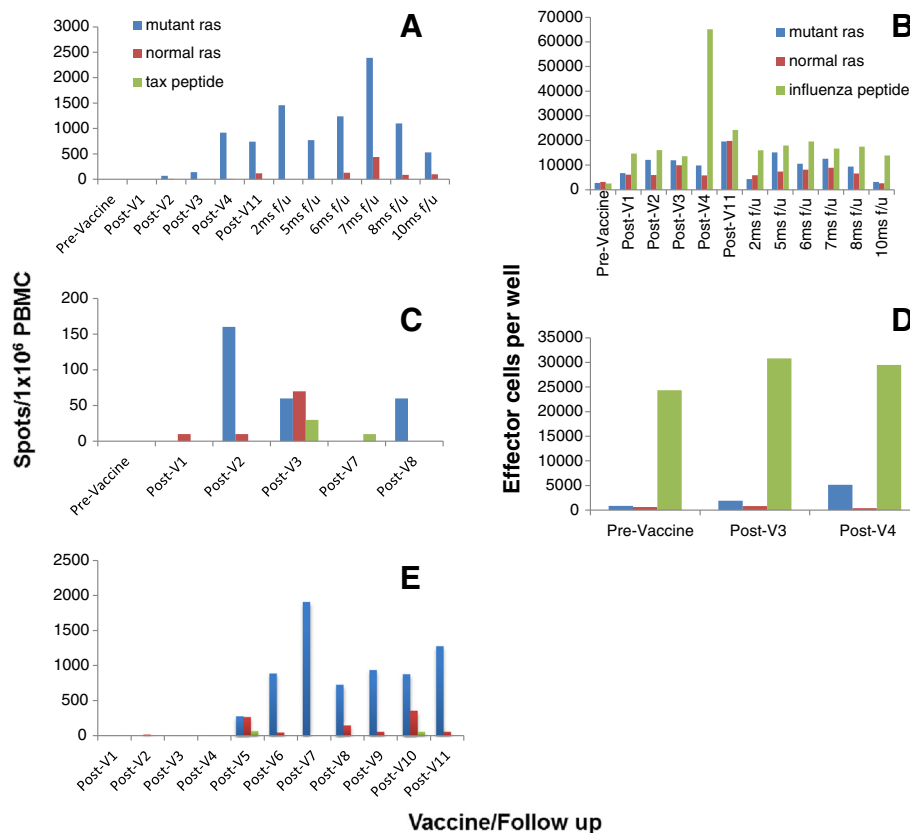 A
mutant ras
normal ras
tax peptide
3000
2500
2000
1500
1000
500
0
Pre-Vaccine
Post-V1
Post-V2
Post-V3
Post-V4
Post-V11
2ms f/u
5ms f/u
6ms f/u
7ms f/u
8ms f/u
10ms f/u
B
mutant ras
normal ras
influenza peptide
70000
60000
50000
40000
30000
20000
10000
0
Pre-Vaccine
Post-V1
Post-V2
Post-V3
Post-V4
Post-V11
2ms f/u
5ms f/u
6ms f/u
7ms f/u
8ms f/u
10ms f/u
Spots/1x10⁶ PBMC
C
200
150
100
50
0
Pre-Vaccine
Post-V1
Post-V2
Post-V3
Post-V7
Post-V8
Effector cells per well
D
35000
30000
25000
20000
15000
10000
5000
0
Pre-Vaccine
Post-V3
Post-V4
E
2500
2000
1500
1000
500
0
Post-V1
Post-V2
Post-V3
Post-V4
Post-V5
Post-V6
Post-V7
Post-V8
Post-V9
Post-V10
Post-V11
Vaccine/Follow up